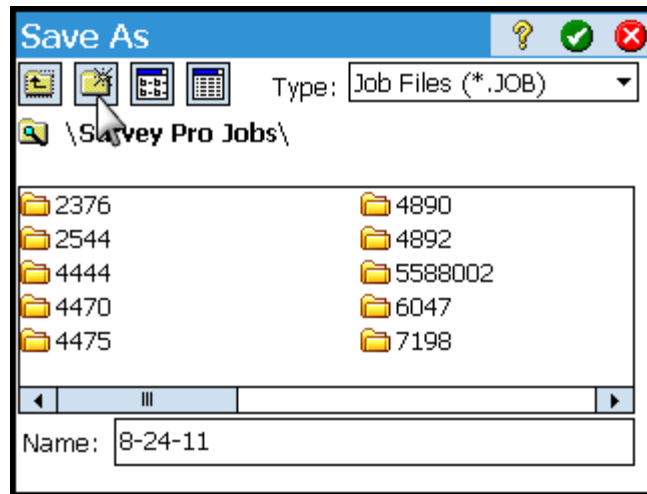 Save As
Type: Job Files (*.JOB)
\Survey Pro Jobs\
2376 4890
2544 4892
4444 5588002
4470 6047
4475 7198
Name: 8-24-11